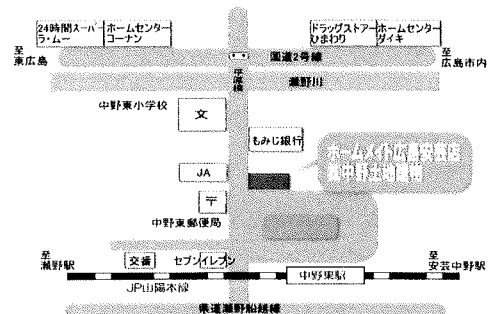 24時間スーパー
ラ・ムー
ホームセンター
コーナン
ドラッグストアー
ひまわり
ホームセンター
ダイキ
至
東広島
国道2号線
至
広島市内
平原橋
瀬野川
中野東小学校
文
もみじ銀行
ホームメイト広島安芸店
JA
〒
中野東郵便局
至
瀬野駅
交番
セブンイレブン
中野東駅
至
安芸中野駅
JP山陽本線
県道瀬野船越線